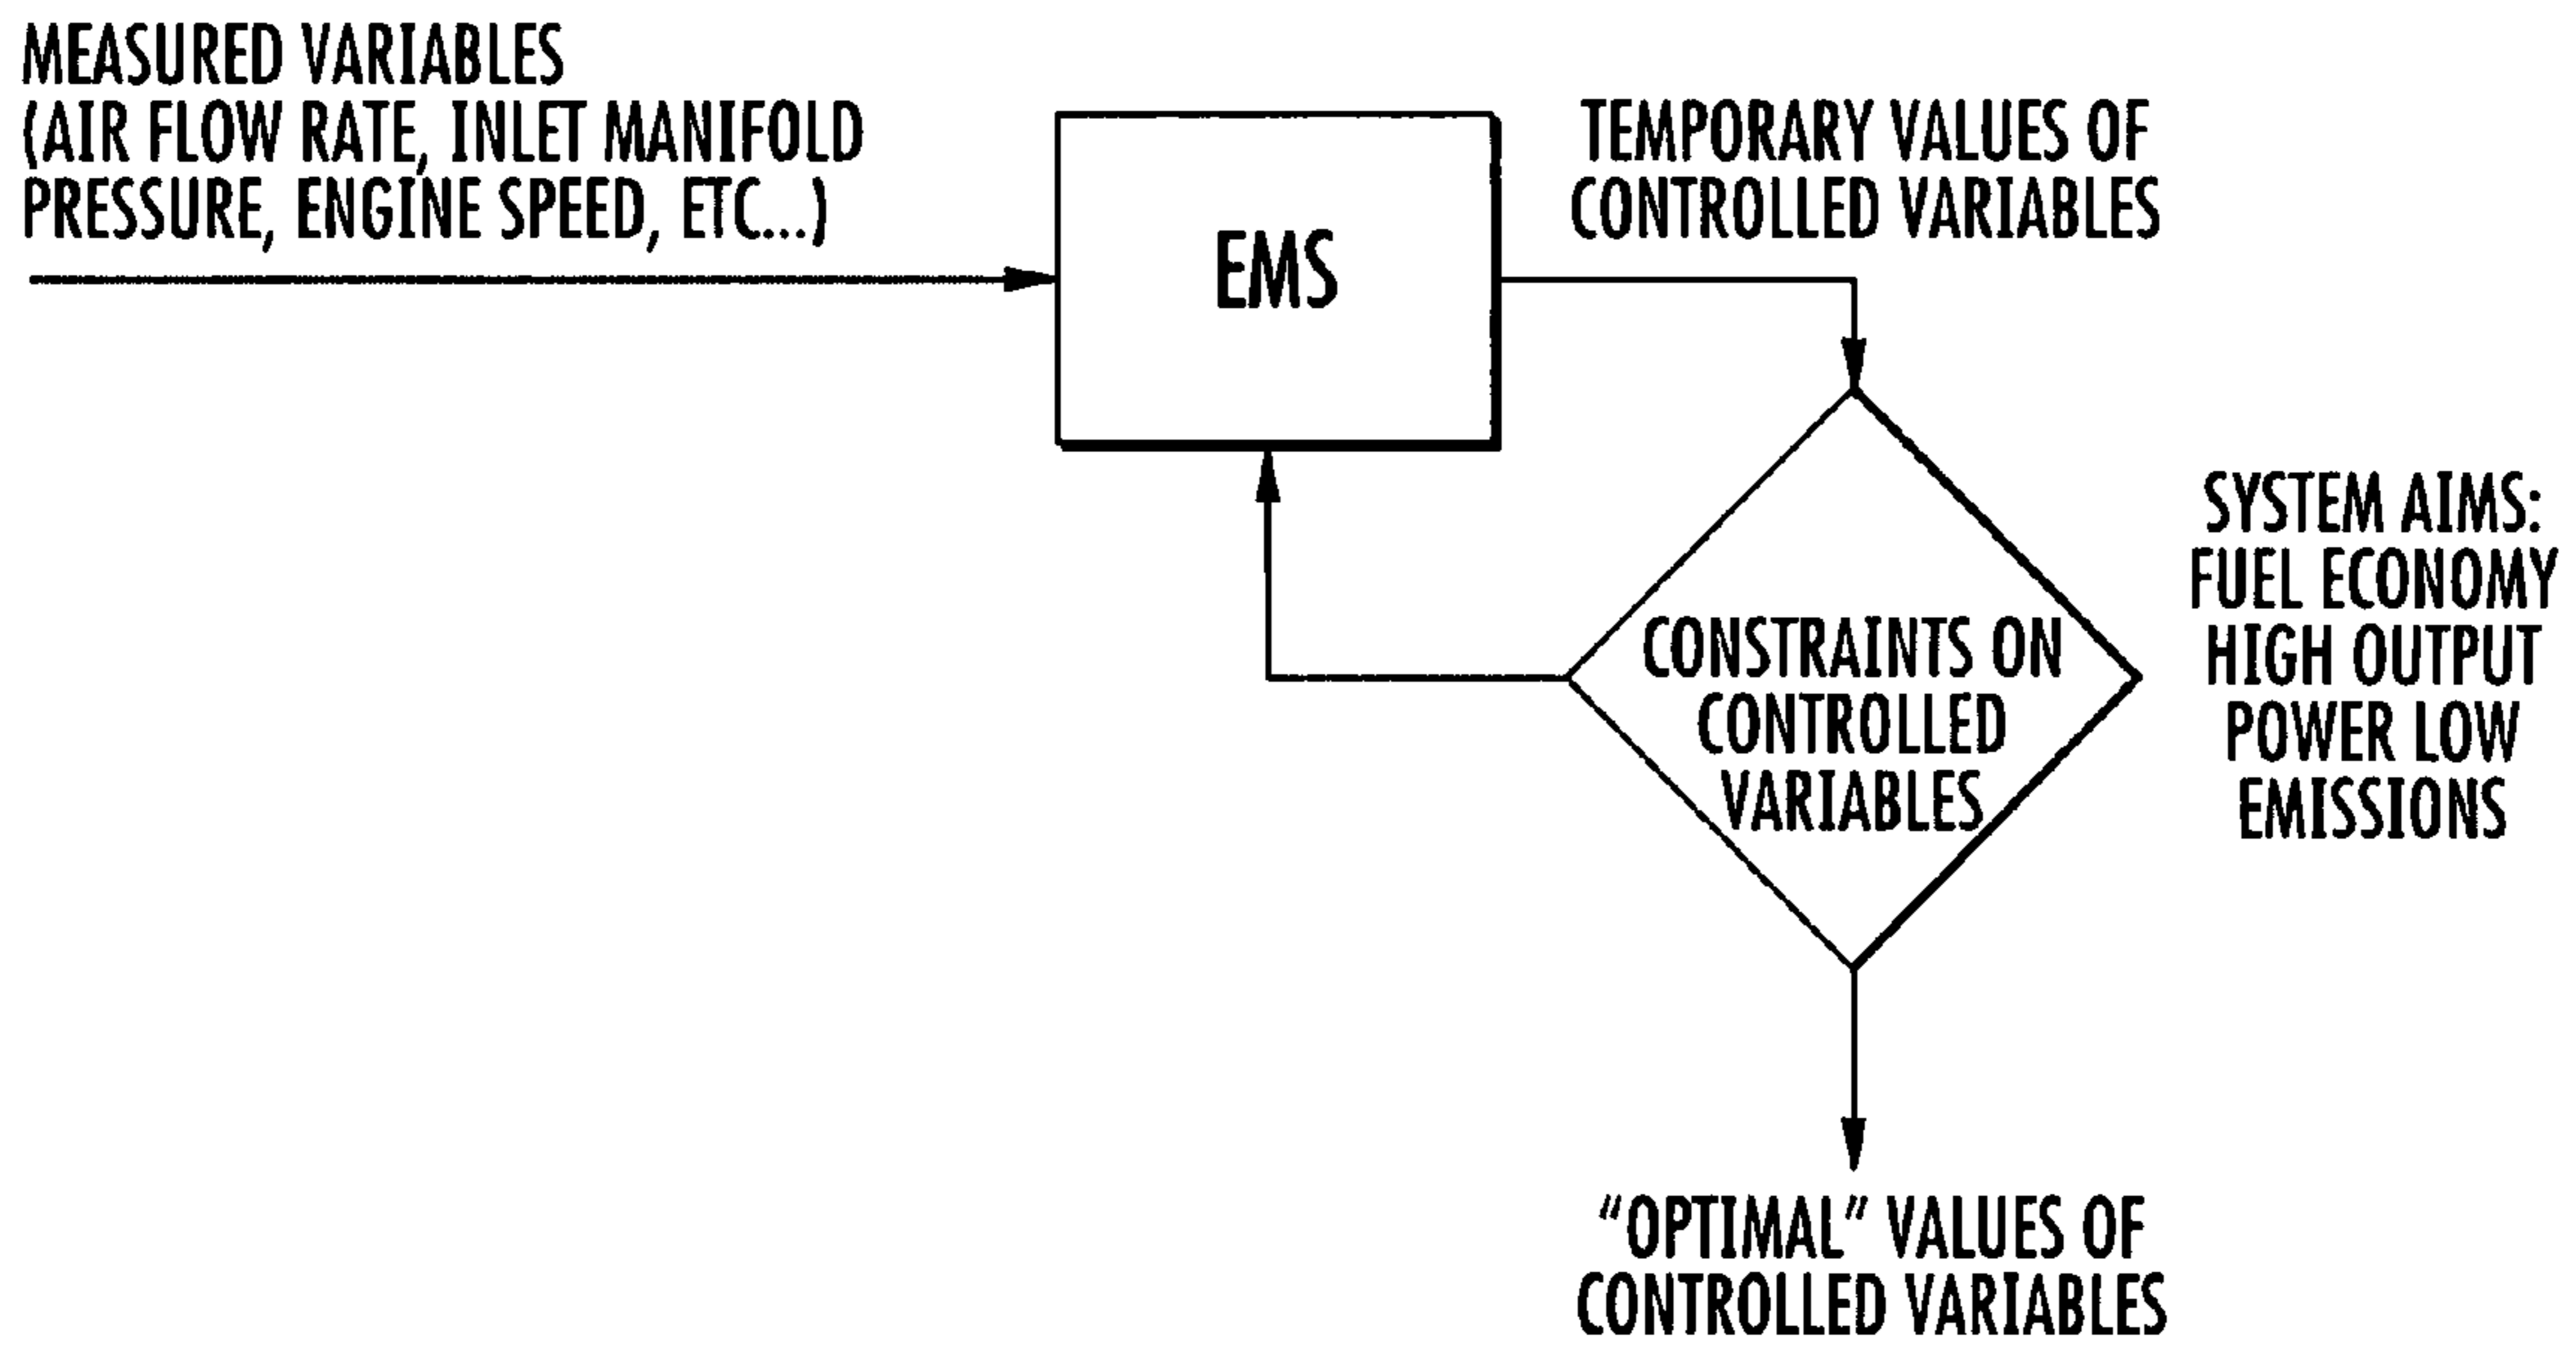 MEASURED VARIABLES
(AIR FLOW RATE, INLET MANIFOLD
PRESSURE, ENGINE SPEED, ETC...)
EMS
TEMPORARY VALUES OF
CONTROLLED VARIABLES
CONSTRAINTS ON
CONTROLLED
VARIABLES
SYSTEM AIMS:
FUEL ECONOMY
HIGH OUTPUT
POWER LOW
EMISSIONS
"OPTIMAL" VALUES OF
CONTROLLED VARIABLES